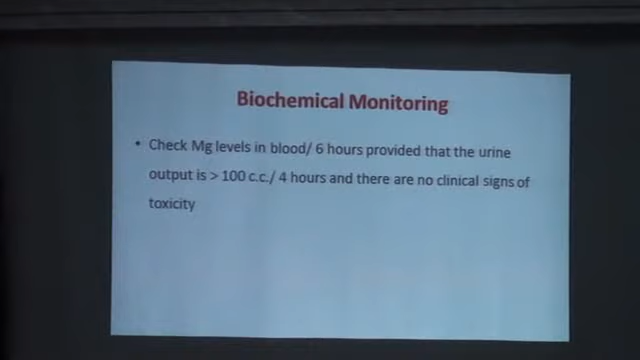 Biochemical Monitoring
• Check Mg levels in blood/ 6 hours provided that the urine
output is > 100 c.c./ 4 hours and there are no clinical signs of
toxicity